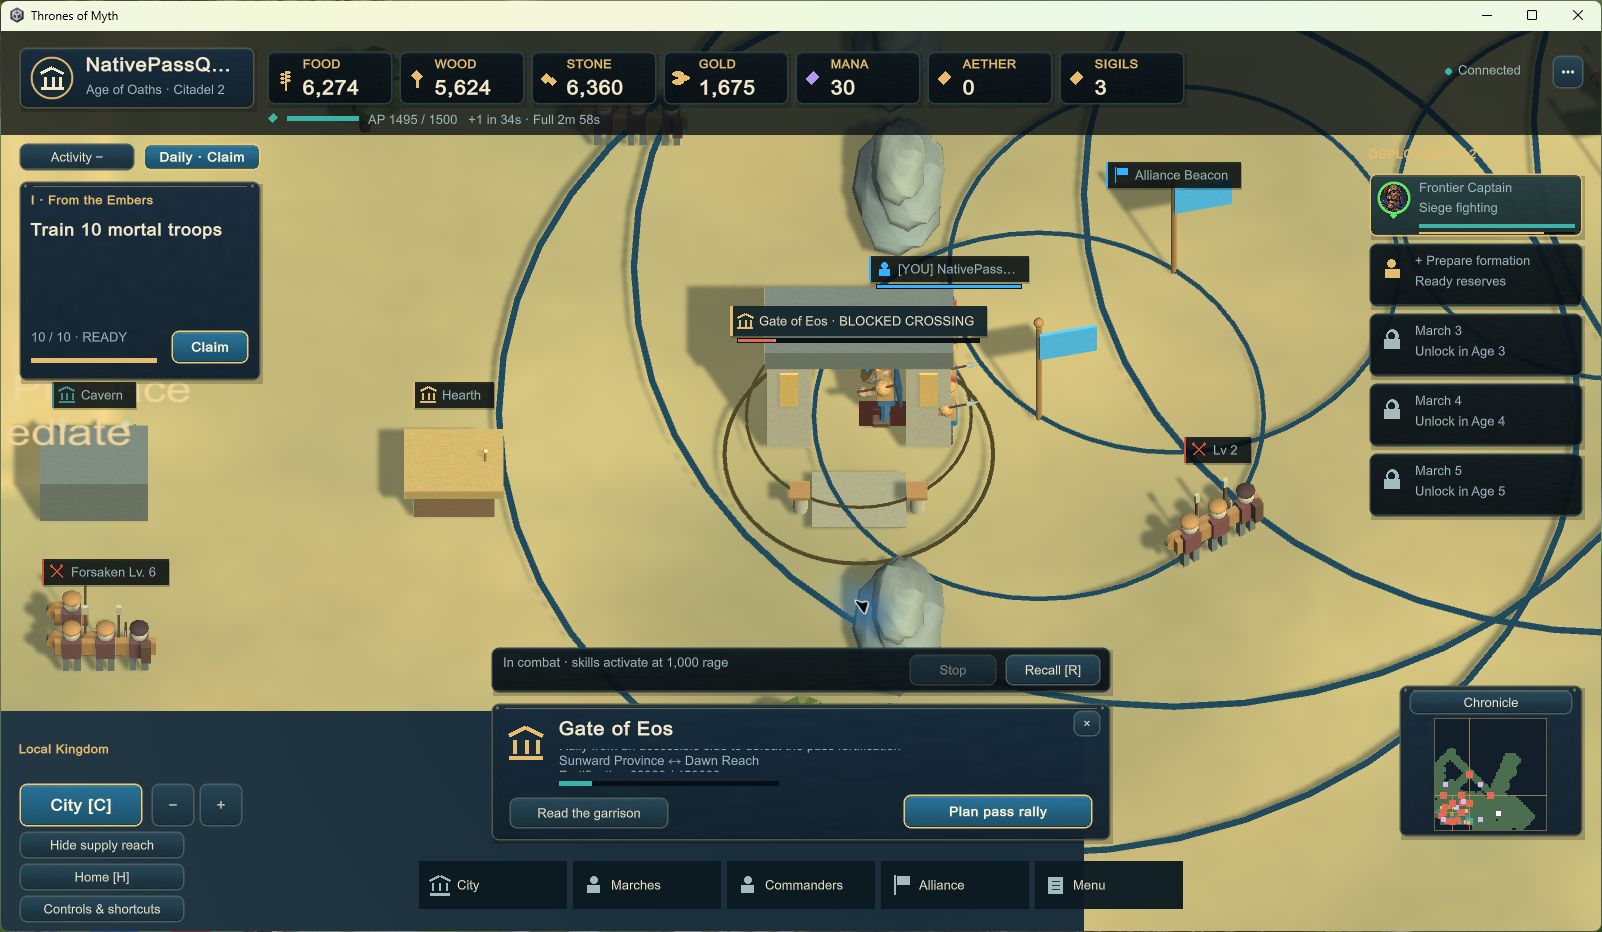 Thrones of Myth
NativePassQ...
Age of Oaths · Citadel 2
FOOD
6,274
WOOD
5,624
STONE
6,360
GOLD
1,675
MANA
30
AETHER
0
SIGILS
3
Connected
AP 1495 / 1500 +1 in 34s · Full 2m 58s
Activity –
Daily · Claim
I · From the Embers
Train 10 mortal troops
10 / 10 · READY
Claim
Alliance Beacon
Frontier Captain
Siege fighting
+ Prepare formation
Ready reserves
March 3
Unlock in Age 3
March 4
Unlock in Age 4
March 5
Unlock in Age 5
[YOU] NativePass...
Gate of Eos · BLOCKED CROSSING
Cavern
Hearth
Lv 2
Forsaken Lv. 6
In combat · skills activate at 1,000 rage
Stop
Recall [R]
Gate of Eos
×
Sunward Province ↔ Dawn Reach
Read the garrison
Plan pass rally
Chronicle
Local Kingdom
City [C]
–
+
Hide supply reach
Home [H]
Controls & shortcuts
City
Marches
Commanders
Alliance
Menu